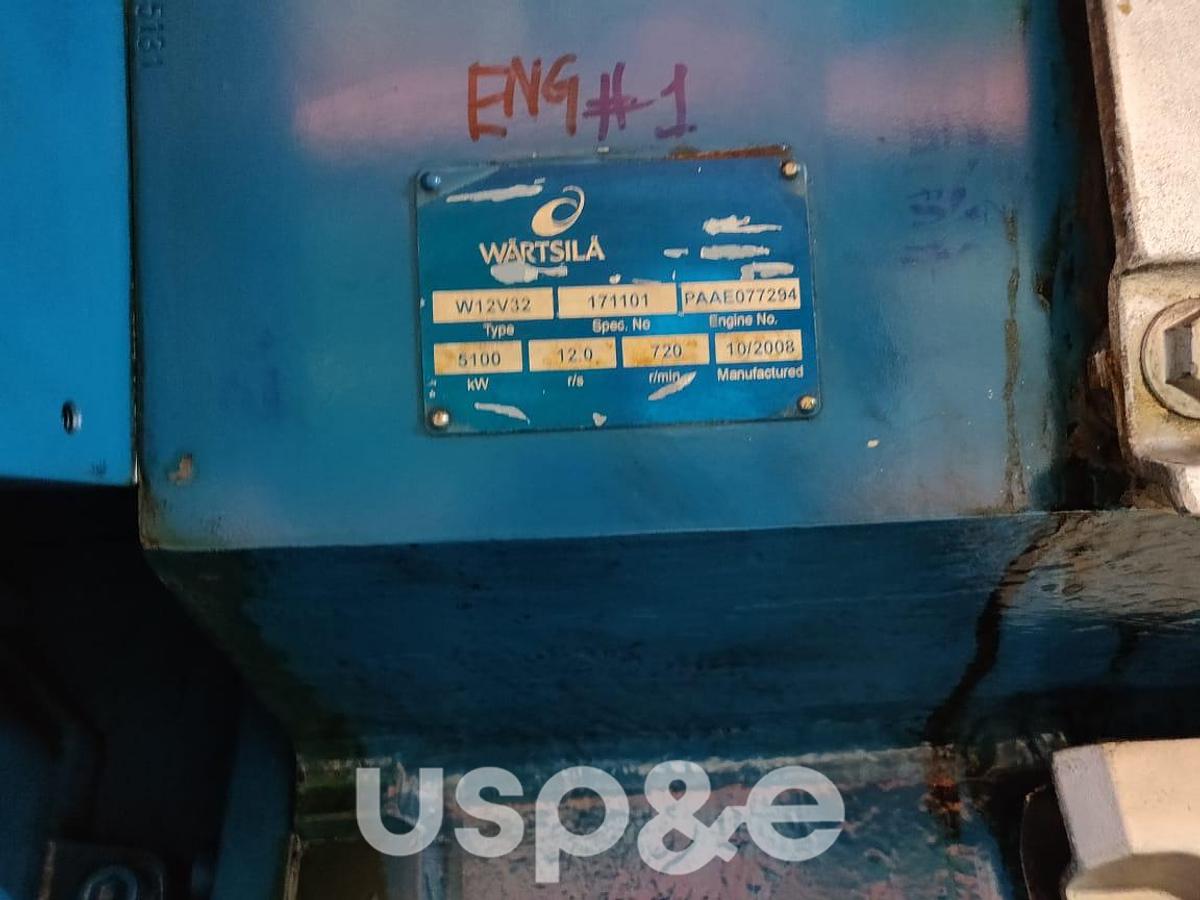 5181
ENG #1
WÄRTSILÄ
W12V32 171101 PAAE077294
Type Spec. No Engine No.
5100 12.0 720 10/2008
kW r/s r/min Manufactured
usp&e